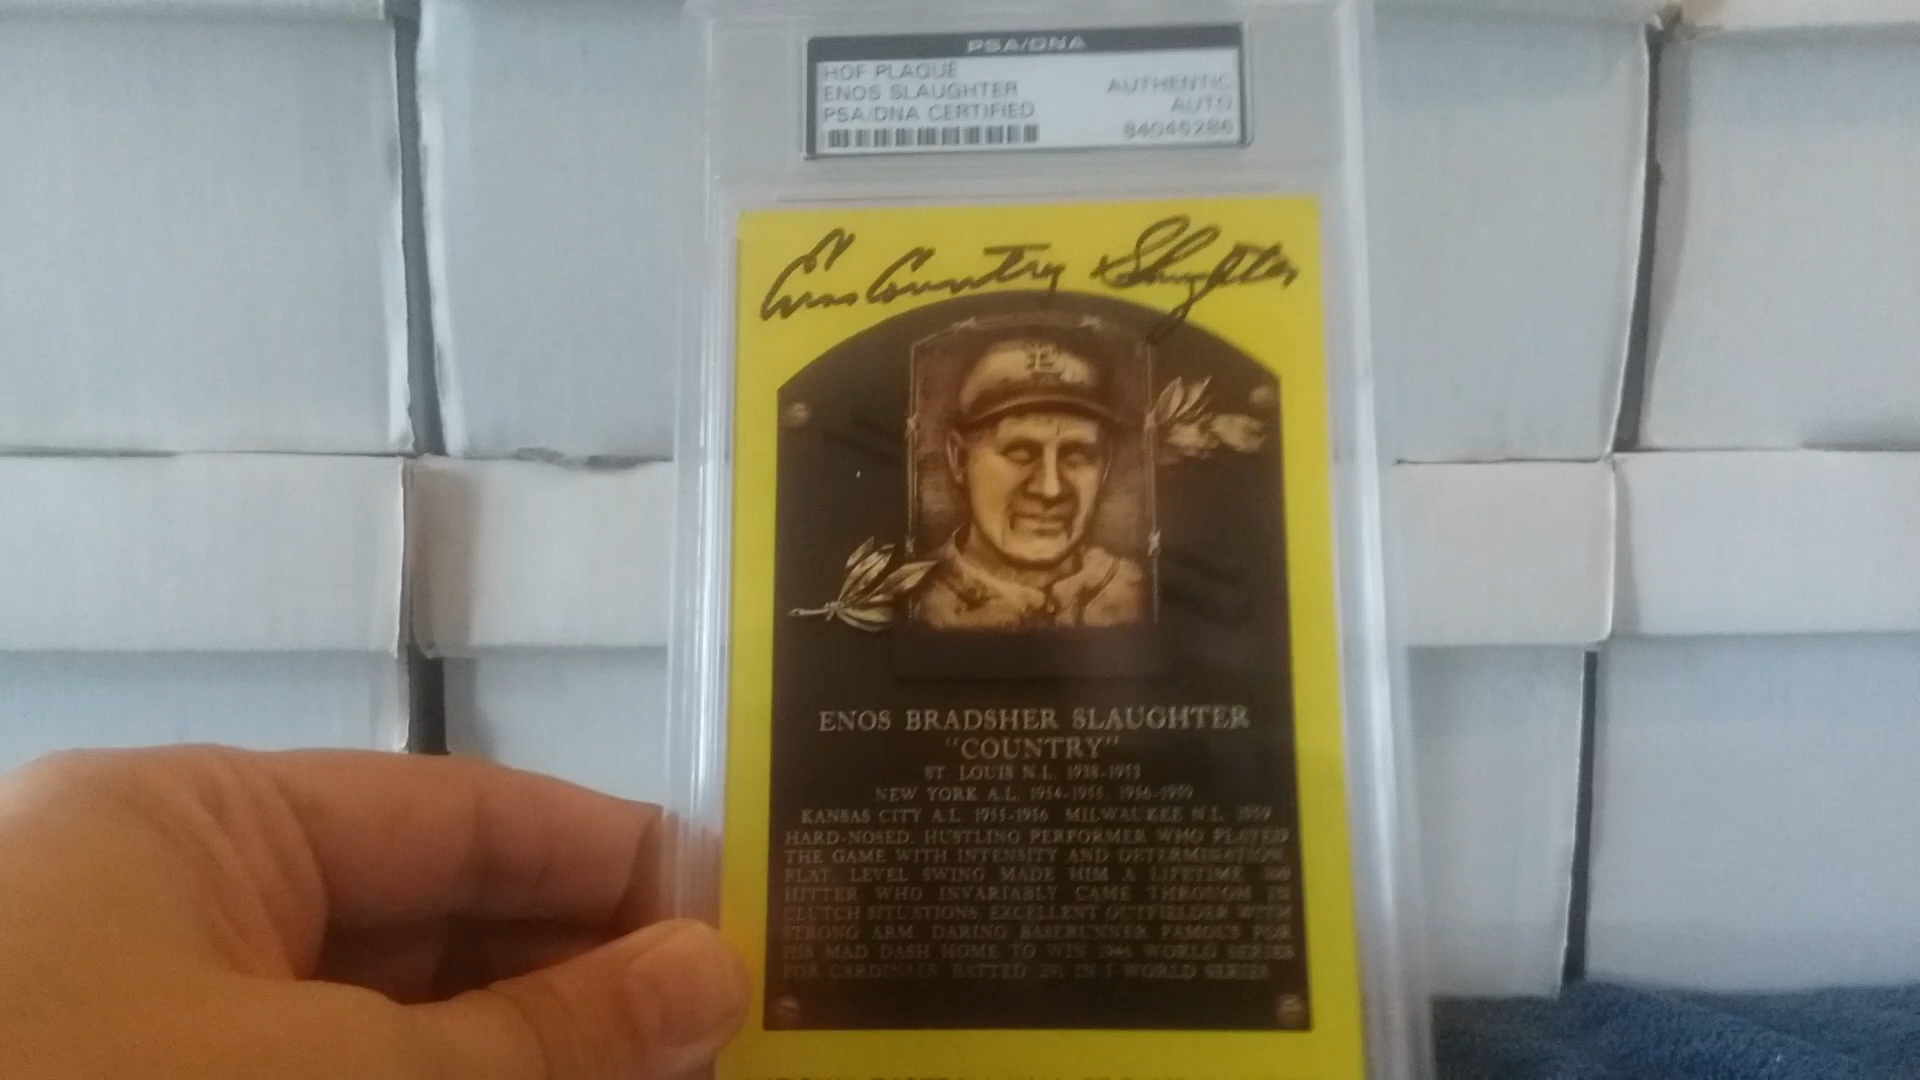 PSA/DNA
HOF PLAQUE
ENOS SLAUGHTER AUTHENTIC
PSA/DNA CERTIFIED AUTO
84045286
Enos Country Slaughter
ENOS BRADSHER SLAUGHTER
"COUNTRY"
ST. LOUIS N.L. 1938-1953
NEW YORK A.L. 1954-1955, 1956-1959
KANSAS CITY A.L. 1955-1956 MILWAUKEE N.L. 1959
HARD-NOSED, HUSTLING PERFORMER WHO PLAYED
THE GAME WITH INTENSITY AND DETERMINATION.
FLAT, LEVEL SWING MADE HIM A LIFETIME .300
HITTER WHO INVARIABLY CAME THROUGH IN
CLUTCH SITUATIONS. EXCELLENT OUTFIELDER WITH
STRONG ARM. DARING BASERUNNER FAMOUS FOR
HIS MAD DASH HOME TO WIN 1946 WORLD SERIES
FOR CARDINALS. BATTED .291 IN 5 WORLD SERIES.